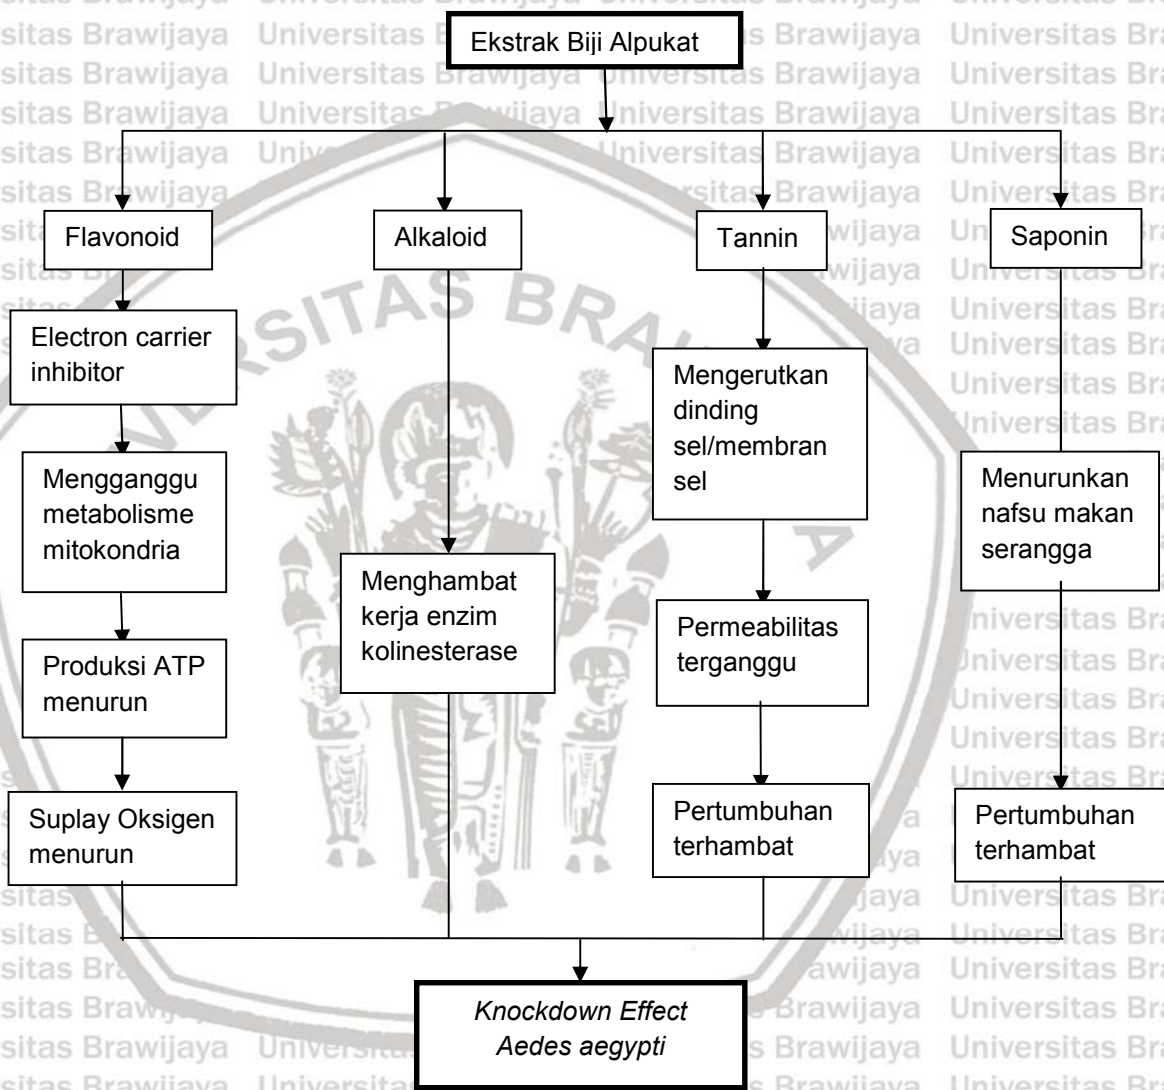 Ekstrak Biji Alpukat
Flavonoid
Alkaloid
Tannin
Saponin
Electron carrier
inhibitor
Mengganggu
metabolisme
mitokondria
Produksi ATP
menurun
Suplay Oksigen
menurun
Menghambat
kerja enzim
kolinesterase
Mengerutkan
dinding
sel/membran
sel
Permeabilitas
terganggu
Pertumbuhan
terhambat
Menurunkan
nafsu makan
serangga
Pertumbuhan
terhambat
Knockdown Effect
Aedes aegypti